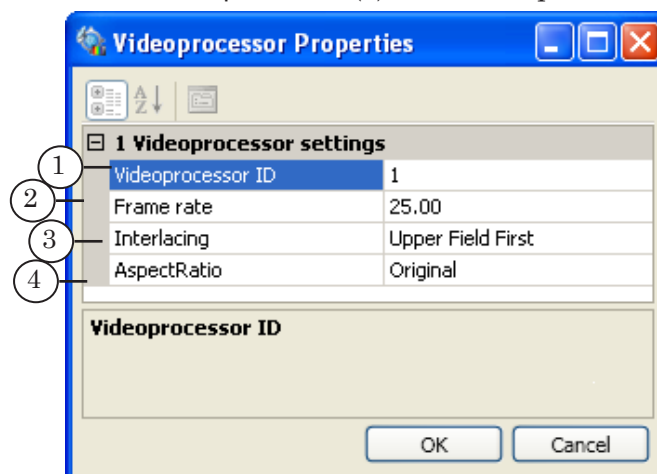 Videoprocessor Properties
A
Z
1 Videoprocessor settings
1 Videoprocessor ID 1
2 Frame rate 25.00
3 Interlacing Upper Field First
4 AspectRatio Original
Videoprocessor ID
OK Cancel